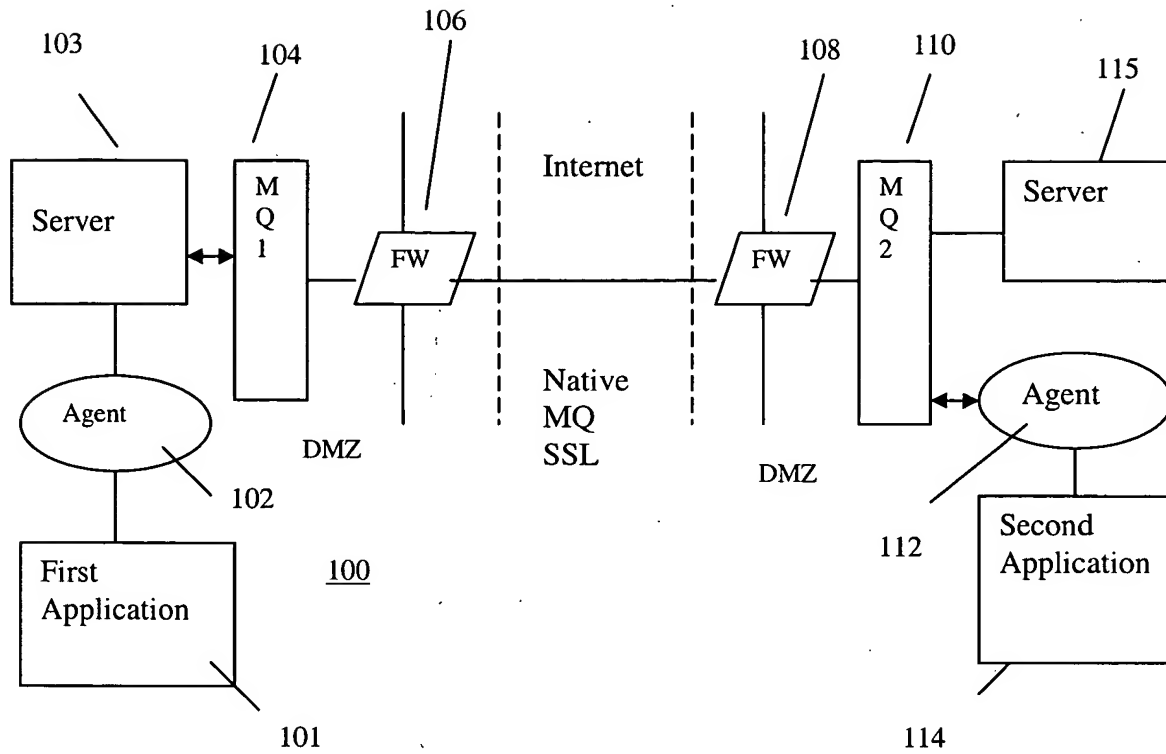 106
103
104
108
110
115
Server
M
Q
1
FW
Internet
FW
M
Q
2
Server
Agent
102
DMZ
Native
MQ
SSL
DMZ
Agent
112
First
Application
101
100
Second
Application
114